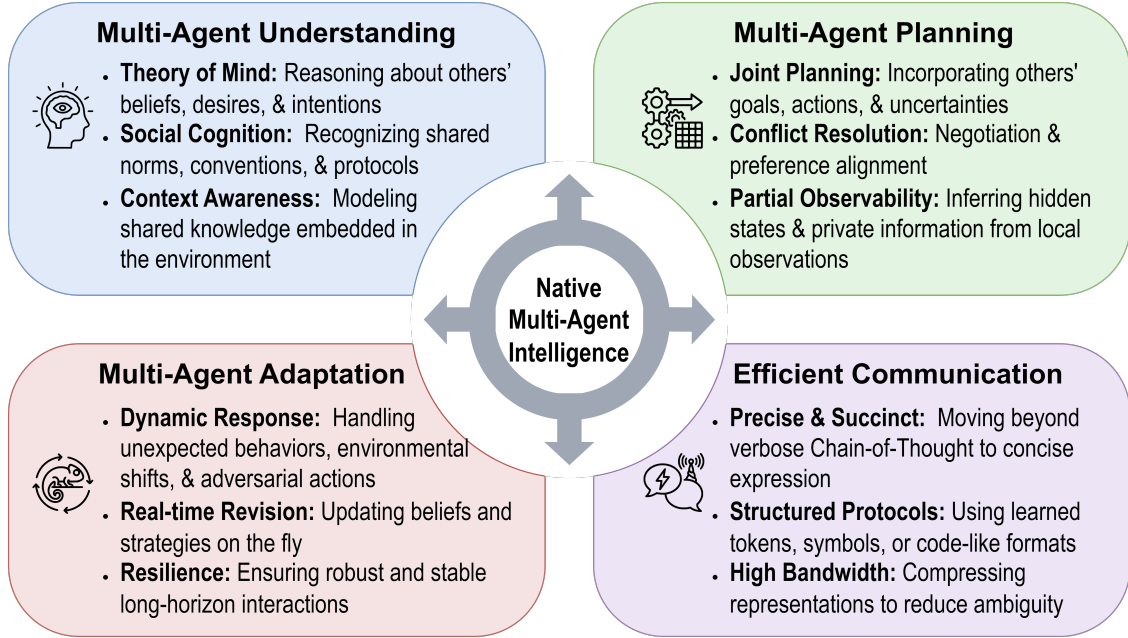 Multi-Agent Understanding
• Theory of Mind: Reasoning about others’
beliefs, desires, & intentions
• Social Cognition: Recognizing shared
norms, conventions, & protocols
• Context Awareness: Modeling
shared knowledge embedded in
the environment
Multi-Agent Planning
• Joint Planning: Incorporating others'
goals, actions, & uncertainties
• Conflict Resolution: Negotiation &
preference alignment
• Partial Observability: Inferring hidden
states & private information from local
observations
Native
Multi-Agent
Intelligence
Multi-Agent Adaptation
• Dynamic Response: Handling
unexpected behaviors, environmental
shifts, & adversarial actions
• Real-time Revision: Updating beliefs and
strategies on the fly
• Resilience: Ensuring robust and stable
long-horizon interactions
Efficient Communication
• Precise & Succinct: Moving beyond
verbose Chain-of-Thought to concise
expression
• Structured Protocols: Using learned
tokens, symbols, or code-like formats
• High Bandwidth: Compressing
representations to reduce ambiguity